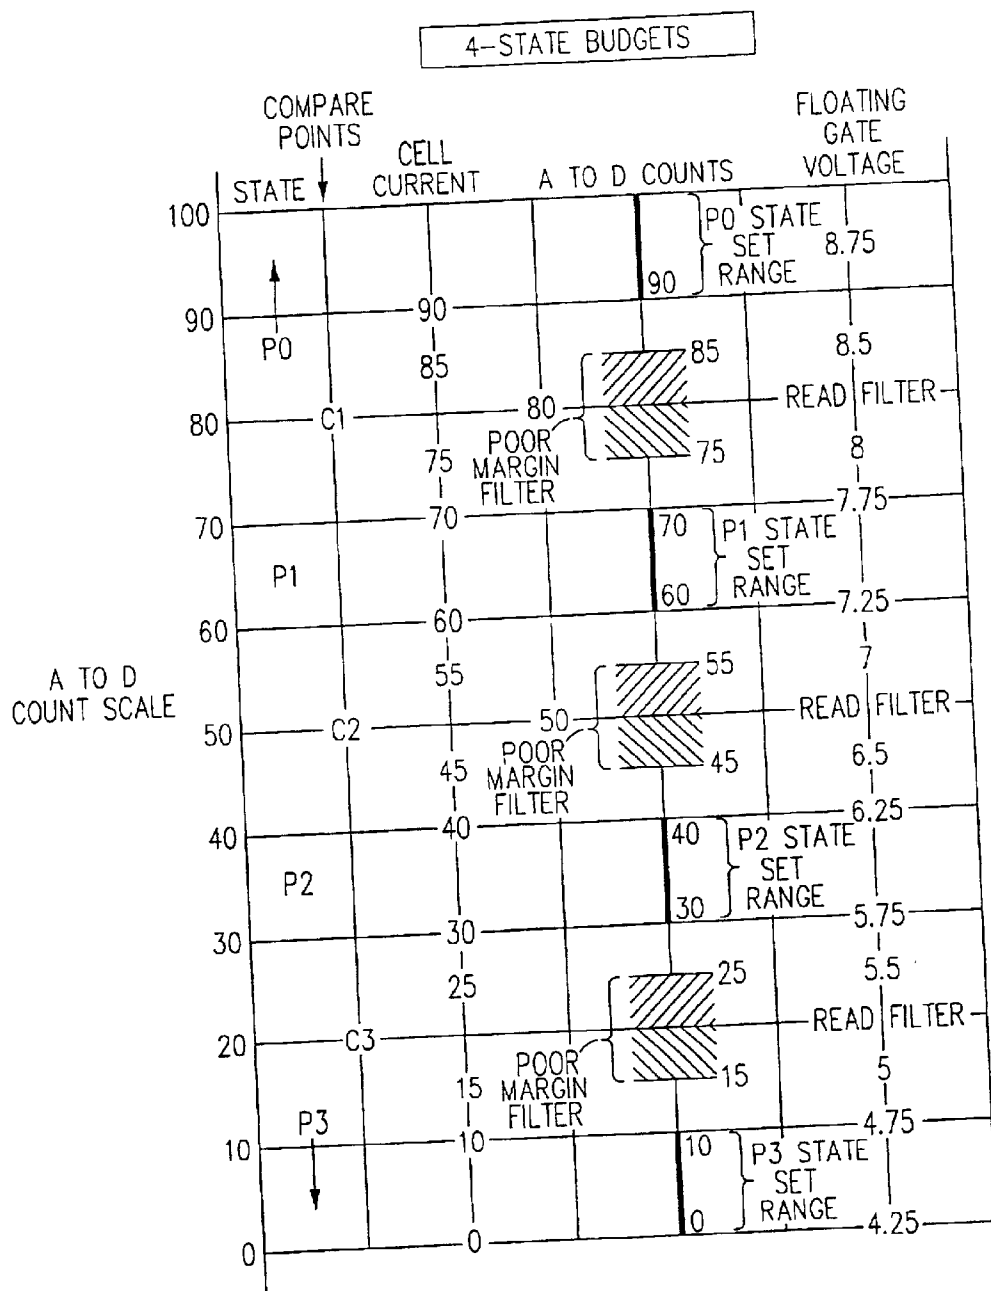 4-STATE BUDGETS
COMPARE
POINTS
STATE
CELL
CURRENT
A TO D COUNTS
FLOATING
GATE
VOLTAGE
100
P0 STATE
SET
RANGE
8.75
90
90
90
P0
85
85
8.5
80
C1
80
READ FILTER
POOR
MARGIN
FILTER
75
75
8
70
70
70
7.75
P1
P1 STATE
SET
RANGE
60
60
60
7.25
A TO D
COUNT SCALE
55
55
7
50
C2
50
READ FILTER
POOR
MARGIN
FILTER
45
45
6.5
40
40
40
6.25
P2
P2 STATE
SET
RANGE
30
30
30
5.75
25
25
5.5
20
C3
READ FILTER
POOR
MARGIN
FILTER
15
15
5
P3
10
10
10
4.75
P3 STATE
SET
RANGE
0
0
0
4.25